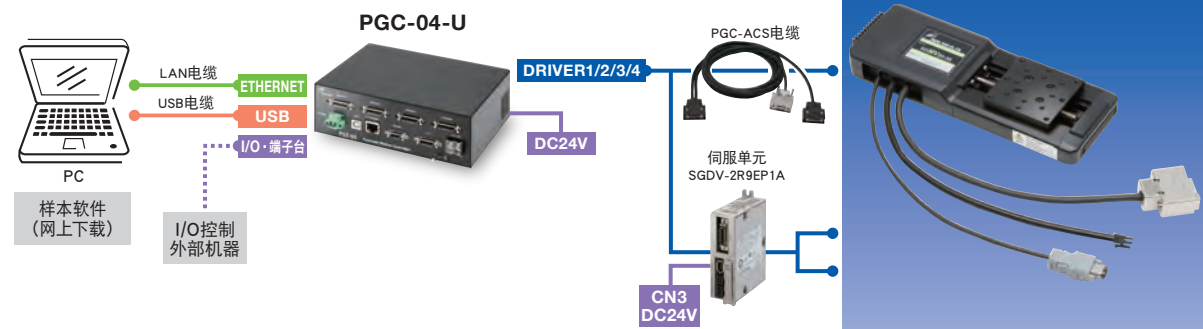 PGC-04-U
LAN电缆
ETHERNET
USB电缆
USB
I/O・端子台
PC
样本软件
（网上下载）
I/O控制
外部机器
DC24V
DRIVER1/2/3/4
PGC-ACS电缆
伺服单元
SGDV-2R9EP1A
CN3
DC24V